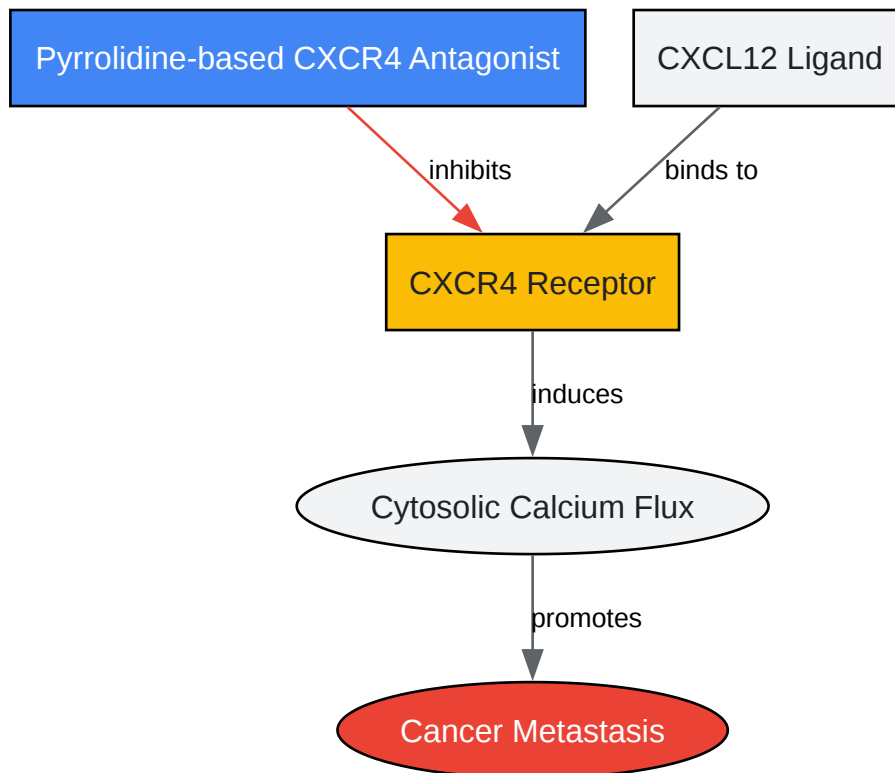 Pyrrolidine-based CXCR4 Antagonist
CXCL12 Ligand
inhibits
binds to
CXCR4 Receptor
induces
Cytosolic Calcium Flux
promotes
Cancer Metastasis